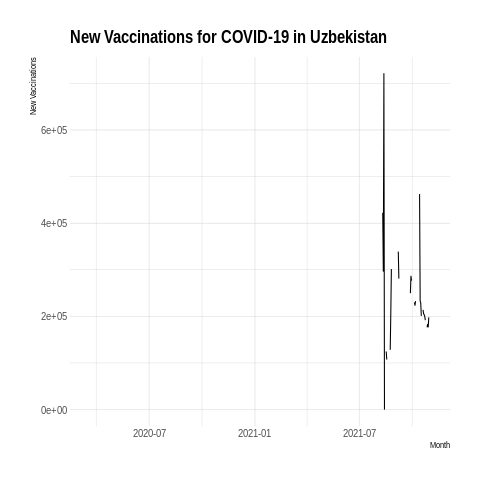 New Vaccinations for COVID-19 in Uzbekistan
New Vaccinations
6e+05
4e+05
2e+05
0e+00
2020-07 2021-01 2021-07
Month